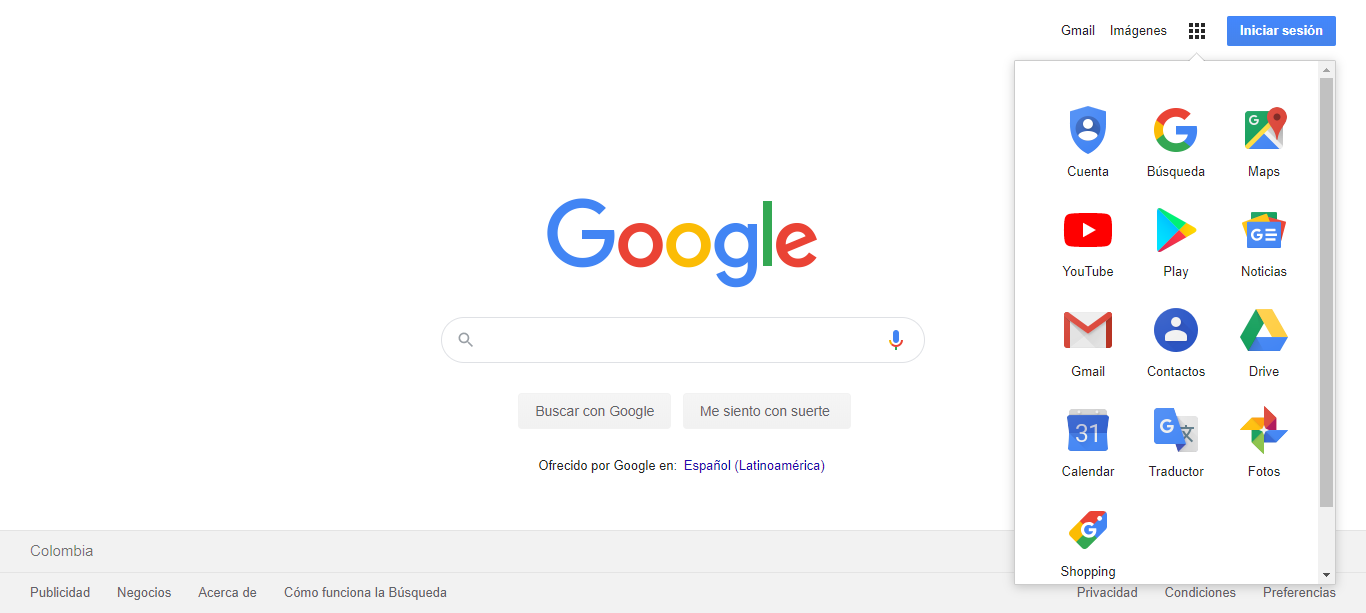 Gmail Imágenes Iniciar sesión
Cuenta Búsqueda Maps
YouTube Play Noticias
GE
Gmail Contactos Drive
31 G 文
Calendar Traductor Fotos
G
Shopping
Google
Buscar con Google Me siento con suerte
Ofrecido por Google en: Español (Latinoamérica)
Colombia
Publicidad Negocios Acerca de Cómo funciona la Búsqueda Privacidad Condiciones Preferencias